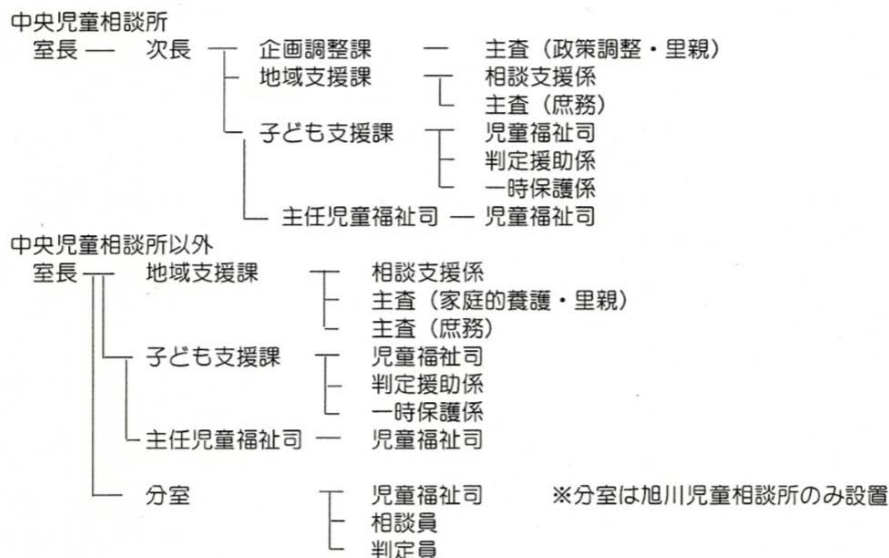 中央児童相談所
室長 ― 次長 企画調整課 ― 主査（政策調整・里親）
地域支援課 相談支援係
主査（庶務）
子ども支援課 児童福祉司
判定援助係
一時保護係
主任児童福祉司 ― 児童福祉司
中央児童相談所以外
室長 地域支援課 相談支援係
主査（家庭的養護・里親）
主査（庶務）
子ども支援課 児童福祉司
判定援助係
一時保護係
主任児童福祉司 ― 児童福祉司
分室 児童福祉司 ※分室は旭川児童相談所のみ設置
相談員
判定員